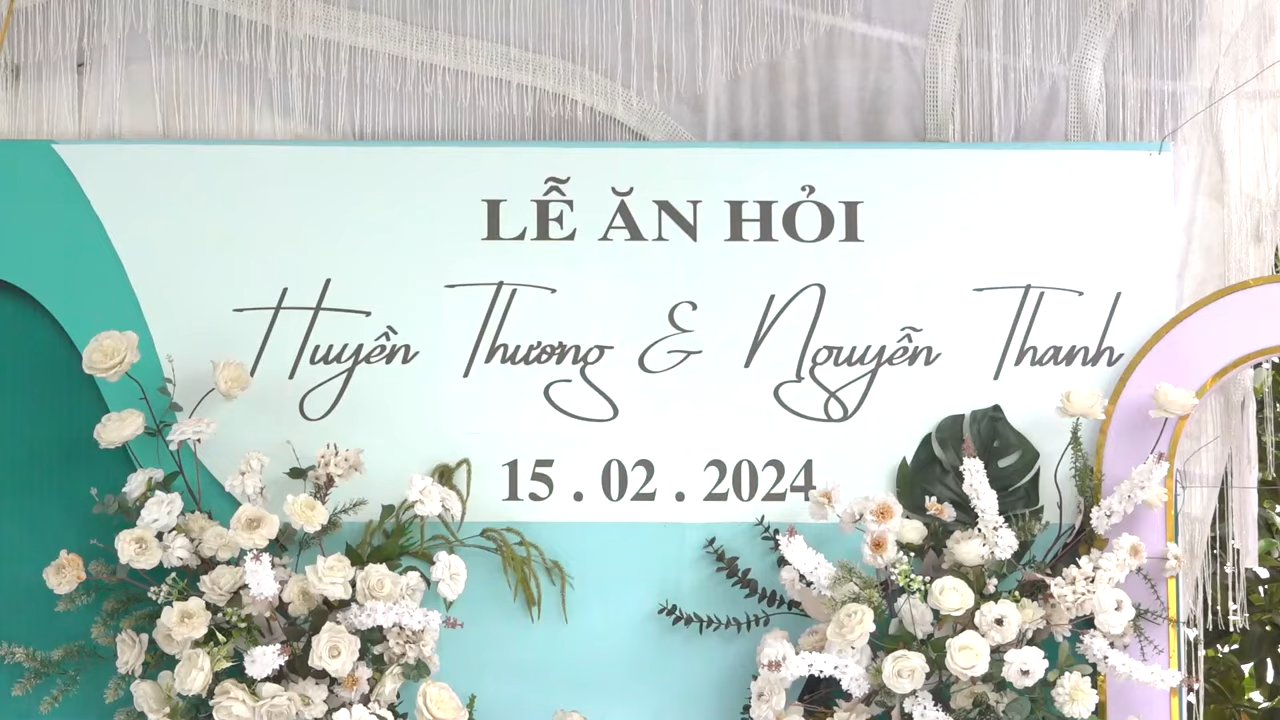 LỄ ĂN HỎI
Huyền Thương & Nguyễn Thanh
15 . 02 . 2024